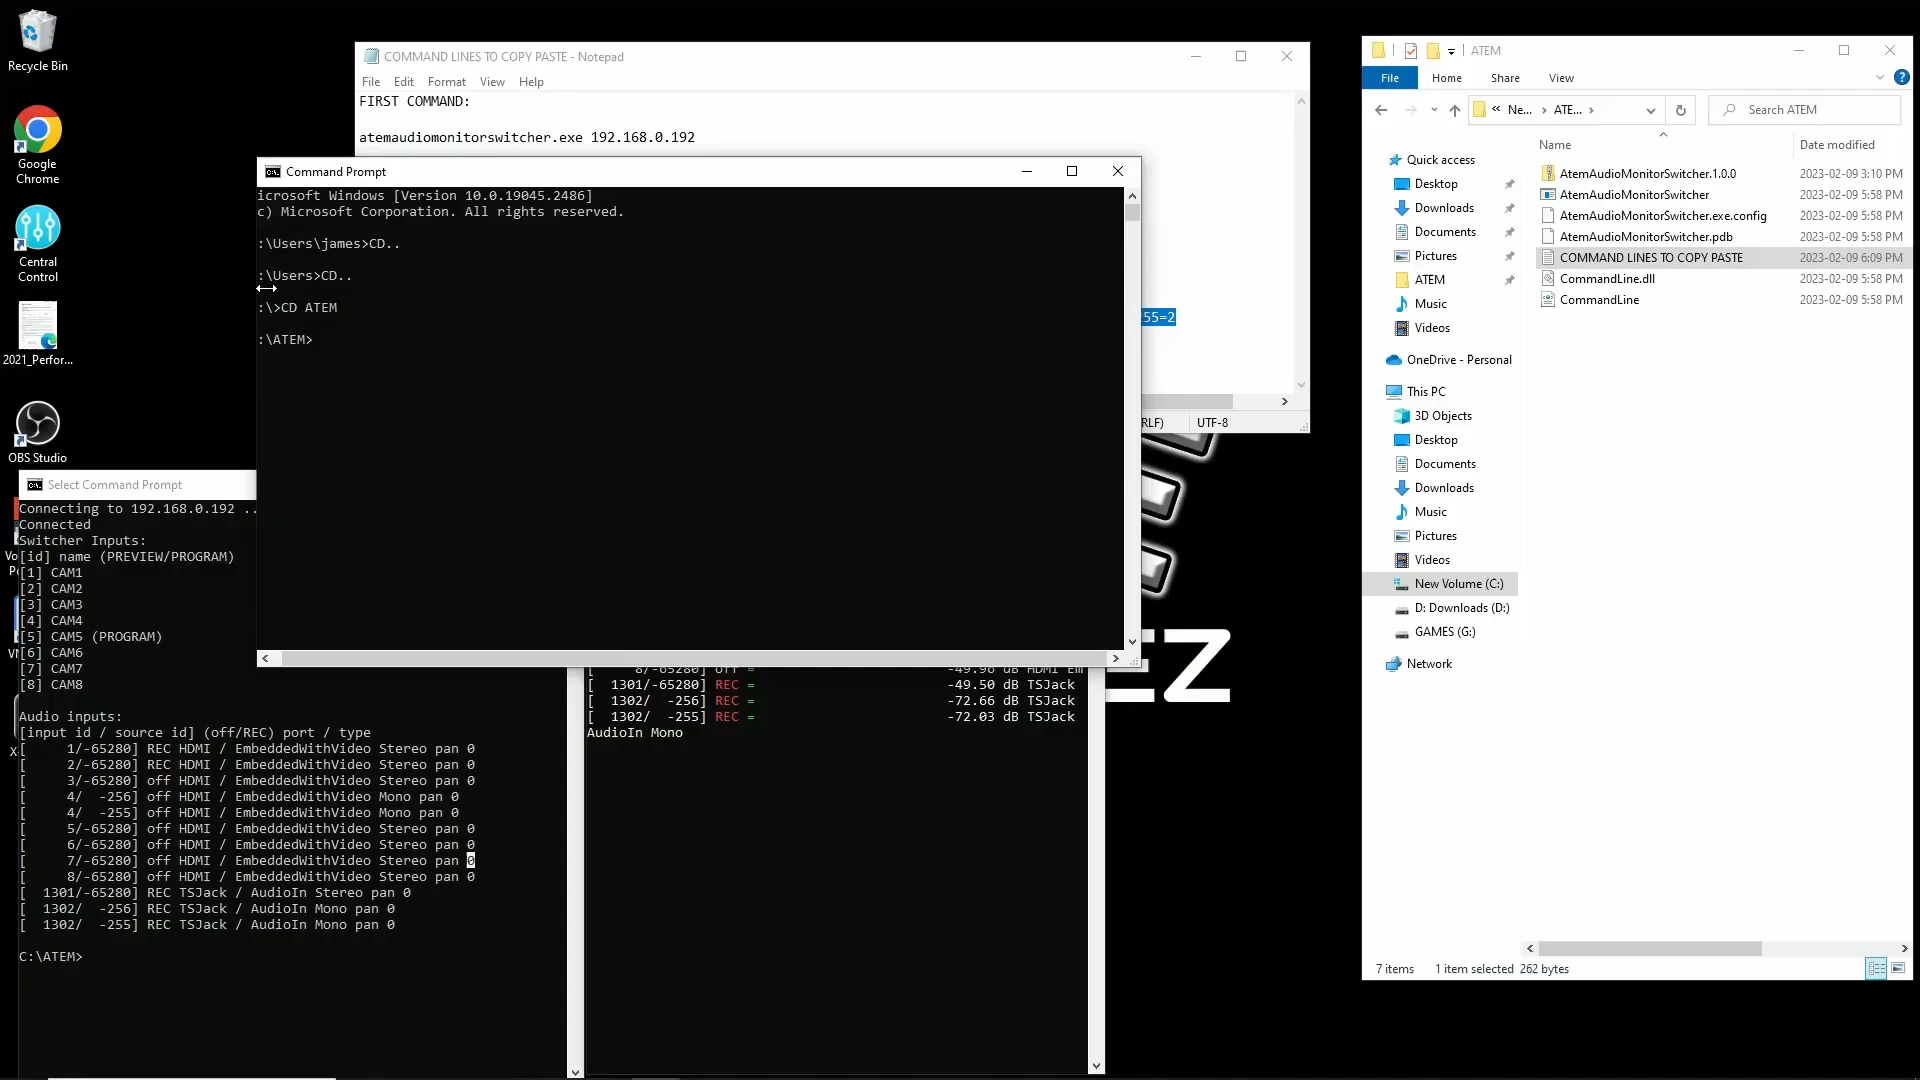 Recycle Bin
Google
Chrome
Central
Control
2021_Perfor...
OBS Studio
COMMAND LINES TO COPY PASTE - Notepad
File Edit Format View Help
FIRST COMMAND:
atemaudiomonitorswitcher.exe 192.168.0.192
55=2
RLF) UTF-8
Command Prompt
icrosoft Windows [Version 10.0.19045.2486]
c) Microsoft Corporation. All rights reserved.
:\Users\james>CD..
:\Users>CD..
:\>CD ATEM
:\ATEM>
Select Command Prompt
Connecting to 192.168.0.192 ..
Connected
Switcher Inputs:
[id] name (PREVIEW/PROGRAM)
[1] CAM1
[2] CAM2
[3] CAM3
[4] CAM4
[5] CAM5 (PROGRAM)
[6] CAM6
[7] CAM7
[8] CAM8
Audio inputs:
[input id / source id] (off/REC) port / type
[ 1/-65280] REC HDMI / EmbeddedWithVideo Stereo pan 0
[ 2/-65280] REC HDMI / EmbeddedWithVideo Stereo pan 0
[ 3/-65280] off HDMI / EmbeddedWithVideo Stereo pan 0
[ 4/ -256] off HDMI / EmbeddedWithVideo Mono pan 0
[ 4/ -255] off HDMI / EmbeddedWithVideo Mono pan 0
[ 5/-65280] off HDMI / EmbeddedWithVideo Stereo pan 0
[ 6/-65280] off HDMI / EmbeddedWithVideo Stereo pan 0
[ 7/-65280] off HDMI / EmbeddedWithVideo Stereo pan 0
[ 8/-65280] off HDMI / EmbeddedWithVideo Stereo pan 0
[ 1301/-65280] REC TSJack / AudioIn Stereo pan 0
[ 1302/ -256] REC TSJack / AudioIn Mono pan 0
[ 1302/ -255] REC TSJack / AudioIn Mono pan 0
C:\ATEM>
[ 8/-65280] off = -49.96 dB HDMI Em
[ 1301/-65280] REC = -49.50 dB TSJack
[ 1302/ -256] REC = -72.66 dB TSJack
[ 1302/ -255] REC = -72.03 dB TSJack
AudioIn Mono
EZ
ATEM
File Home Share View
« Ne... › ATE... › Search ATEM
Name Date modified
AtemAudioMonitorSwitcher.1.0.0 2023-02-09 3:10 PM
AtemAudioMonitorSwitcher 2023-02-09 5:58 PM
AtemAudioMonitorSwitcher.exe.config 2023-02-09 5:58 PM
AtemAudioMonitorSwitcher.pdb 2023-02-09 5:58 PM
COMMAND LINES TO COPY PASTE 2023-02-09 6:09 PM
CommandLine.dll 2023-02-09 5:58 PM
CommandLine 2023-02-09 5:58 PM
Quick access
Desktop
Downloads
Documents
Pictures
ATEM
Music
Videos
OneDrive - Personal
This PC
3D Objects
Desktop
Documents
Downloads
Music
Pictures
Videos
New Volume (C:)
D: Downloads (D:)
GAMES (G:)
Network
7 items 1 item selected 262 bytes